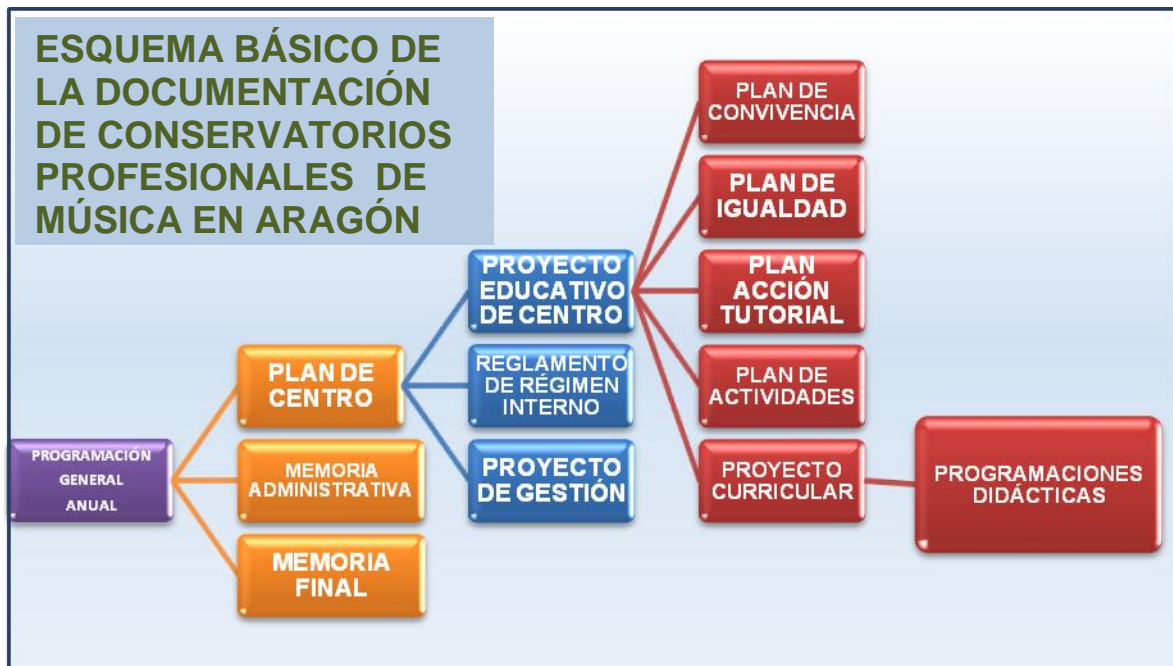 ESQUEMA BÁSICO DE
LA DOCUMENTACIÓN
DE CONSERVATORIOS
PROFESIONALES DE
MÚSICA EN ARAGÓN
PROGRAMACIÓN
GENERAL
ANUAL
PLAN DE
CENTRO
MEMORIA
ADMINISTRATIVA
MEMORIA
FINAL
PROYECTO
EDUCATIVO
DE CENTRO
REGLAMENTO
DE RÉGIMEN
INTERNO
PROYECTO
DE GESTIÓN
PLAN DE
CONVIVENCIA
PLAN DE
IGUALDAD
PLAN
ACCIÓN
TUTORIAL
PLAN DE
ACTIVIDADES
PROYECTO
CURRICULAR
PROGRAMACIONES
DIDÁCTICAS